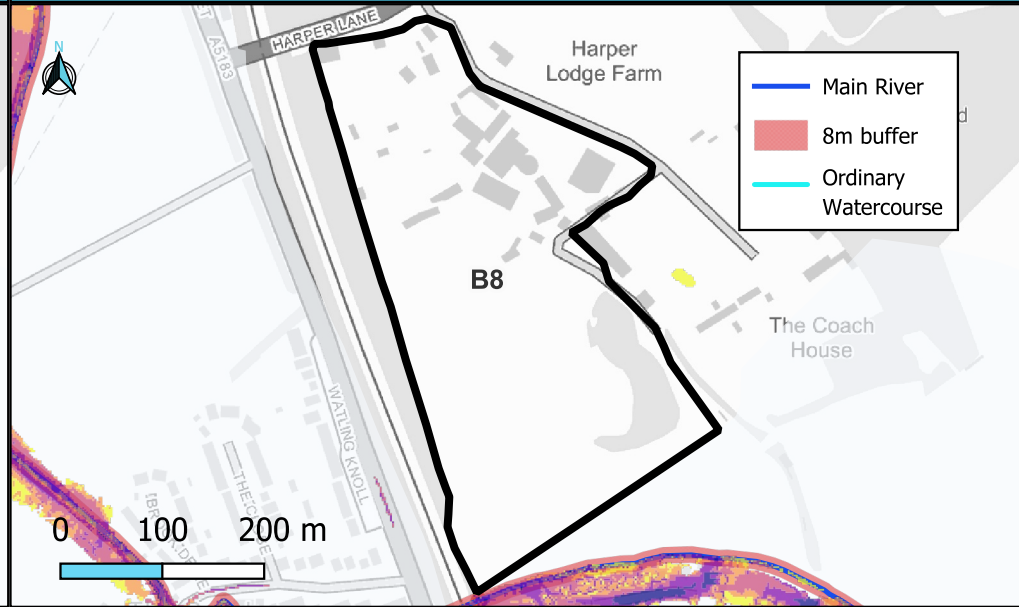 HARPER LANE
A5183
N
Harper
Lodge Farm
Main River
8m buffer
Ordinary
Watercourse
d
B8
The Coach
House
WATLING KNOLL
0 100 200 m